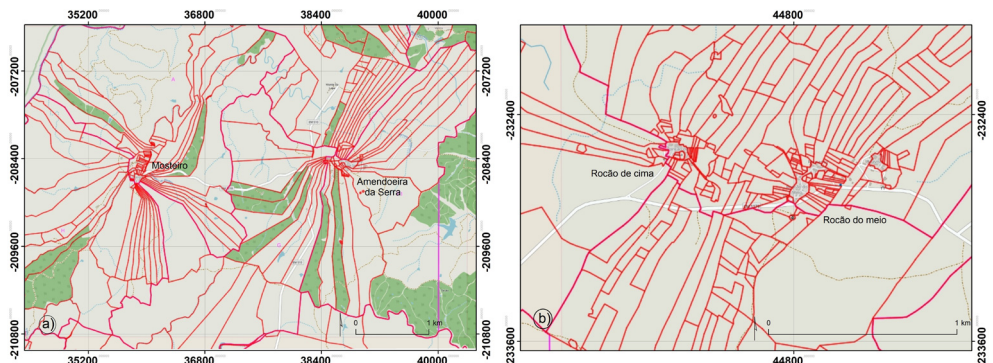 35200 36800 38400 40000
44800
-207200
-207200
-232400
-232400
-208400
-208400
Mosteiro
Rocão de cima
Amendoeira
da Serra
Rocão do meio
-209600
-209600
a)
0 1 km
b)
0 1 km
-210800
-210800
-233600
-233600
35200 36800 38400 40000
44800